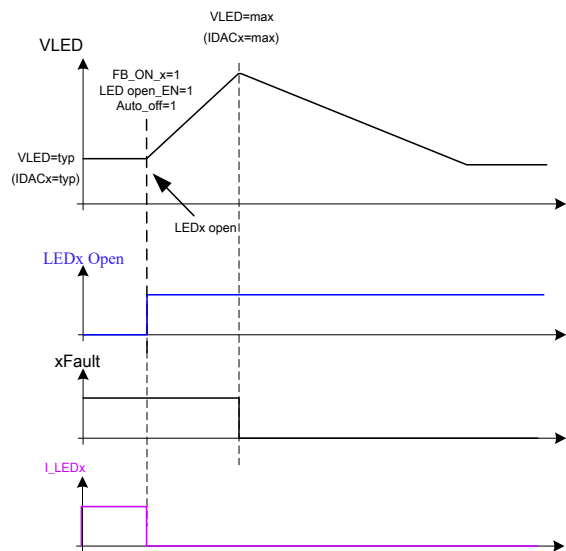 VLED=max
(IDACx=max)
VLED
FB_ON_x=1
LED open_EN=1
Auto_off=1
VLED=typ
(IDACx=typ)
LEDx open
LEDx Open
xFault
I_LEDx